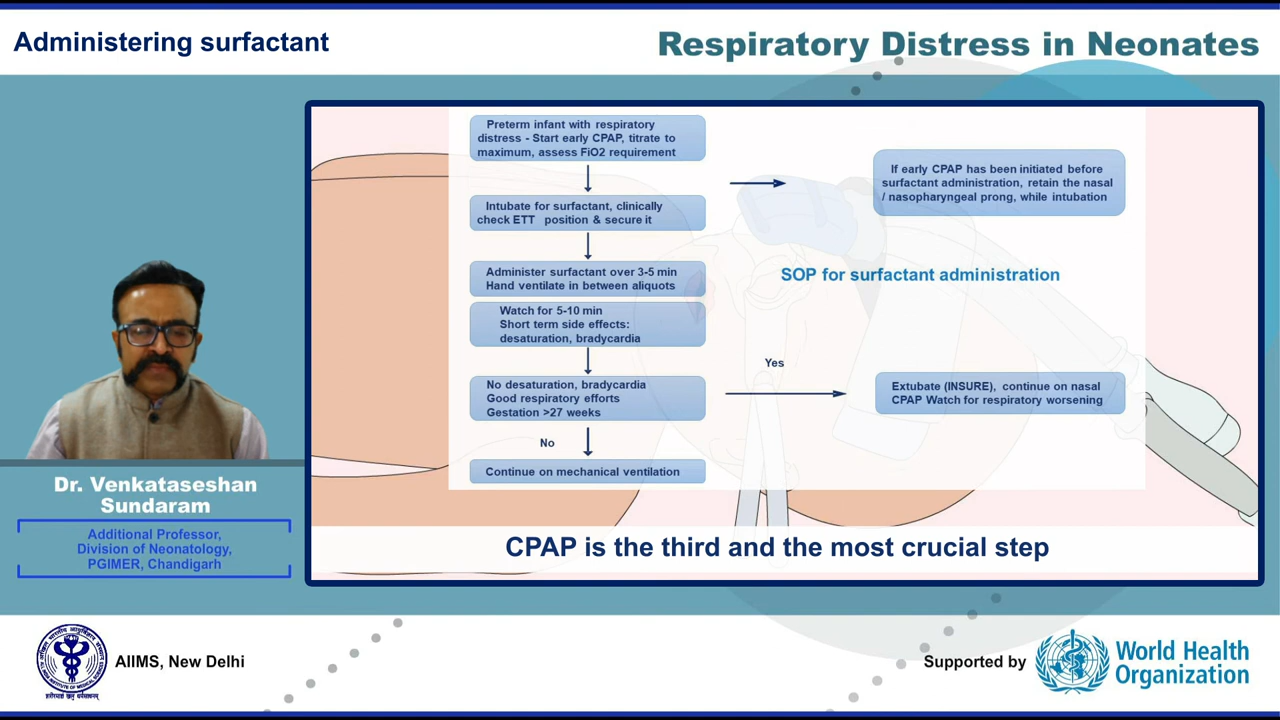 Administering surfactant
Respiratory Distress in Neonates
Preterm infant with respiratory
distress - Start early CPAP, titrate to
maximum, assess FiO2 requirement
If early CPAP has been initiated before
surfactant administration, retain the nasal
/ nasopharyngeal prong, while intubation
Intubate for surfactant, clinically
check ETT position & secure it
Administer surfactant over 3-5 min
Hand ventilate in between aliquots
SOP for surfactant administration
Watch for 5-10 min
Short term side effects:
desaturation, bradycardia
Yes
No desaturation, bradycardia
Good respiratory efforts
Gestation >27 weeks
Extubate (INSURE), continue on nasal
CPAP Watch for respiratory worsening
No
Continue on mechanical ventilation
CPAP is the third and the most crucial step
Dr. Venkataseshan
Sundaram
Additional Professor,
Division of Neonatology,
PGIMER, Chandigarh
AIIMS, New Delhi
Supported by
World Health
Organization